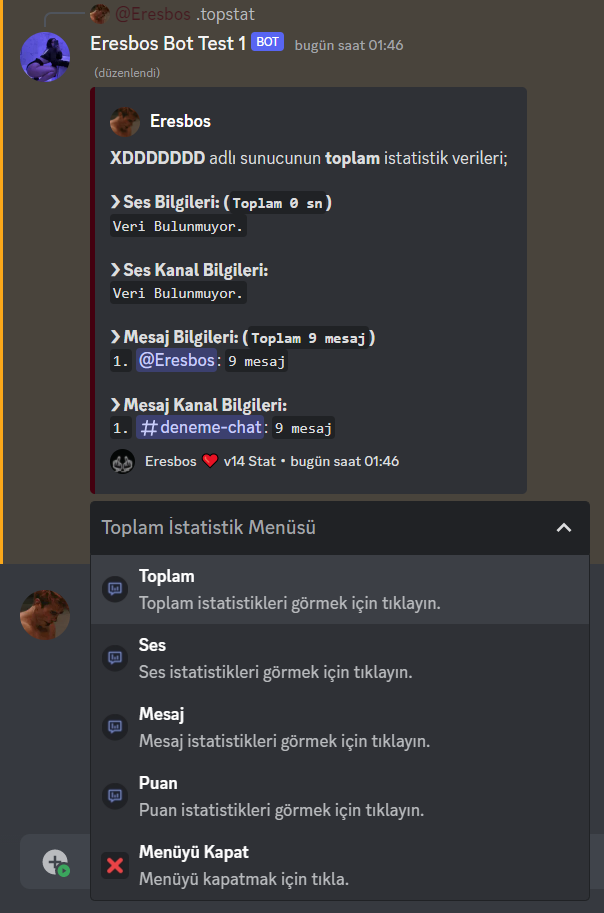 @Eresbos .topstat
Eresbos Bot Test 1 BOT bugün saat 01:46
(düzenlendi)
Eresbos
XDDDDDDD adlı sunucunun toplam istatistik verileri;
❯ Ses Bilgileri: (Toplam 0 sn)
Veri Bulunmuyor.
❯ Ses Kanal Bilgileri:
Veri Bulunmuyor.
❯ Mesaj Bilgileri: (Toplam 9 mesaj)
1. @Eresbos: 9 mesaj
❯ Mesaj Kanal Bilgileri:
1. #deneme-chat: 9 mesaj
Eresbos ❤️ v14 Stat • bugün saat 01:46
Toplam İstatistik Menüsü
Toplam
Toplam istatistikleri görmek için tıklayın.
Ses
Ses istatistikleri görmek için tıklayın.
Mesaj
Mesaj istatistikleri görmek için tıklayın.
Puan
Puan istatistikleri görmek için tıklayın.
Menüyü Kapat
Menüyü kapatmak için tıkla.